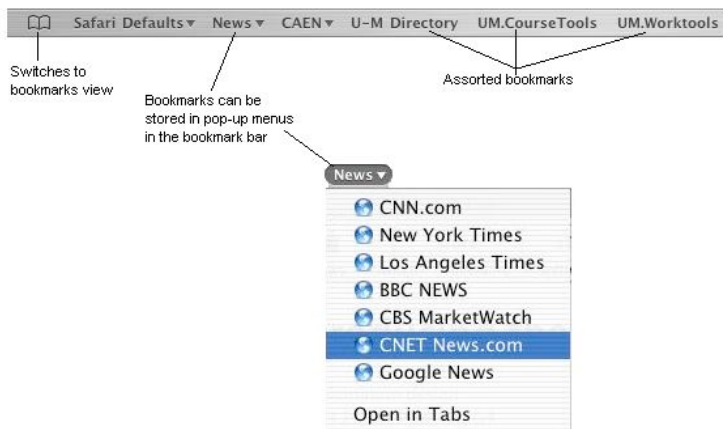 Safari Defaults News CAEN U-M Directory UM.CourseTools UM.Worktools
Switches to
bookmarks view
Bookmarks can be
stored in pop-up menus
in the bookmark bar
Assorted bookmarks
News
CNN.com
New York Times
Los Angeles Times
BBC NEWS
CBS MarketWatch
CNET News.com
Google News
Open in Tabs